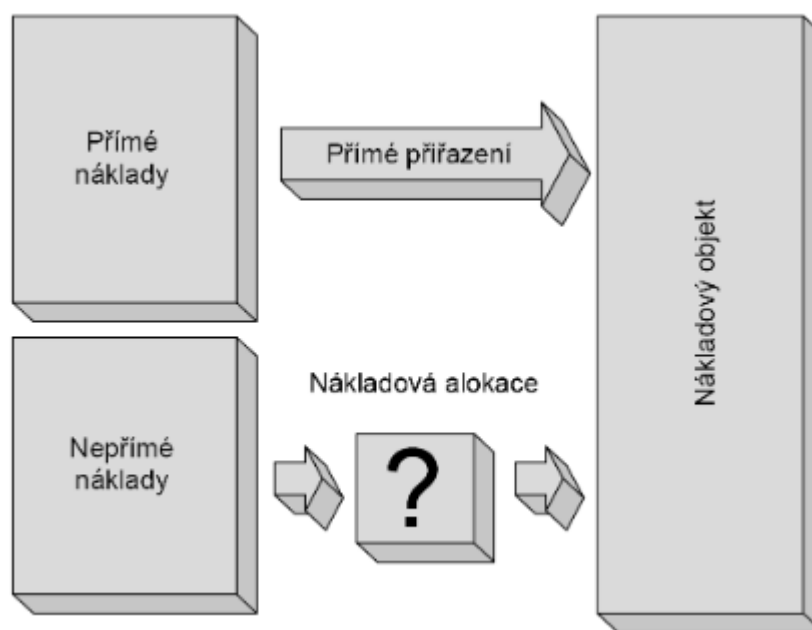 Přímé
náklady
Přímé přiřazení
Nákladový objekt
Nákladová alokace
Nepřímé
náklady
?